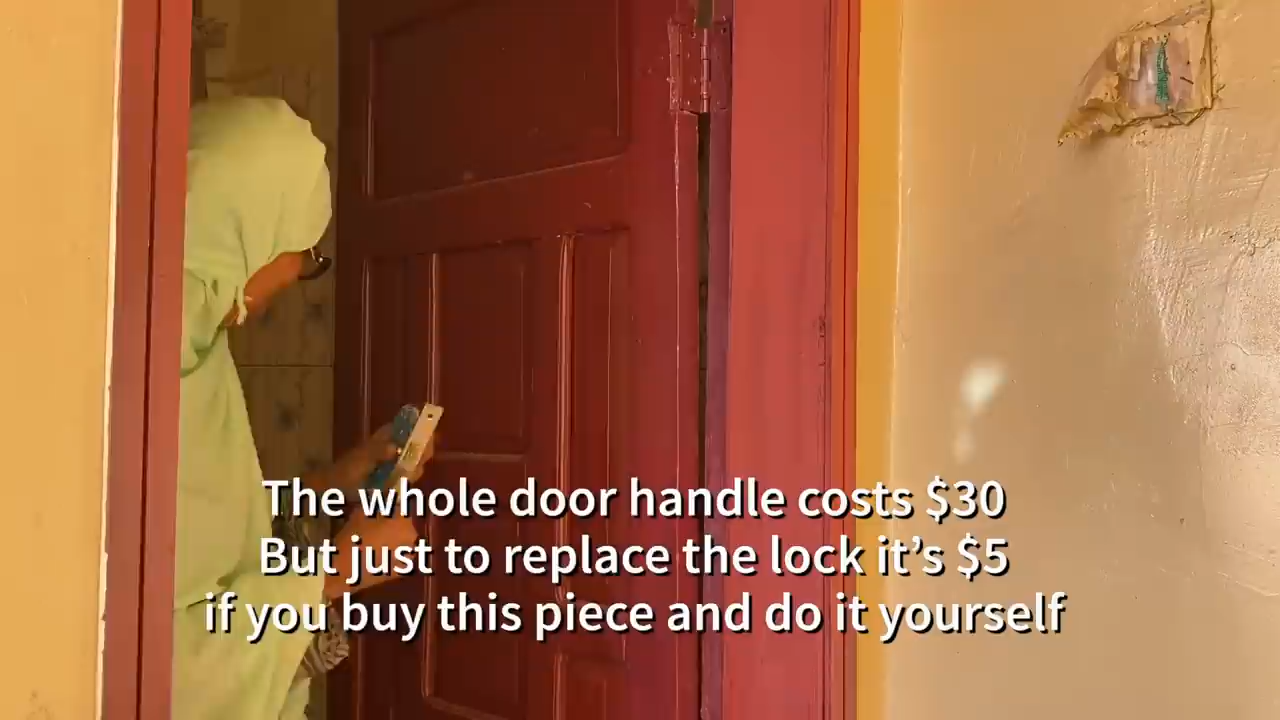 The whole door handle costs $30
But just to replace the lock it’s $5
if you buy this piece and do it yourself